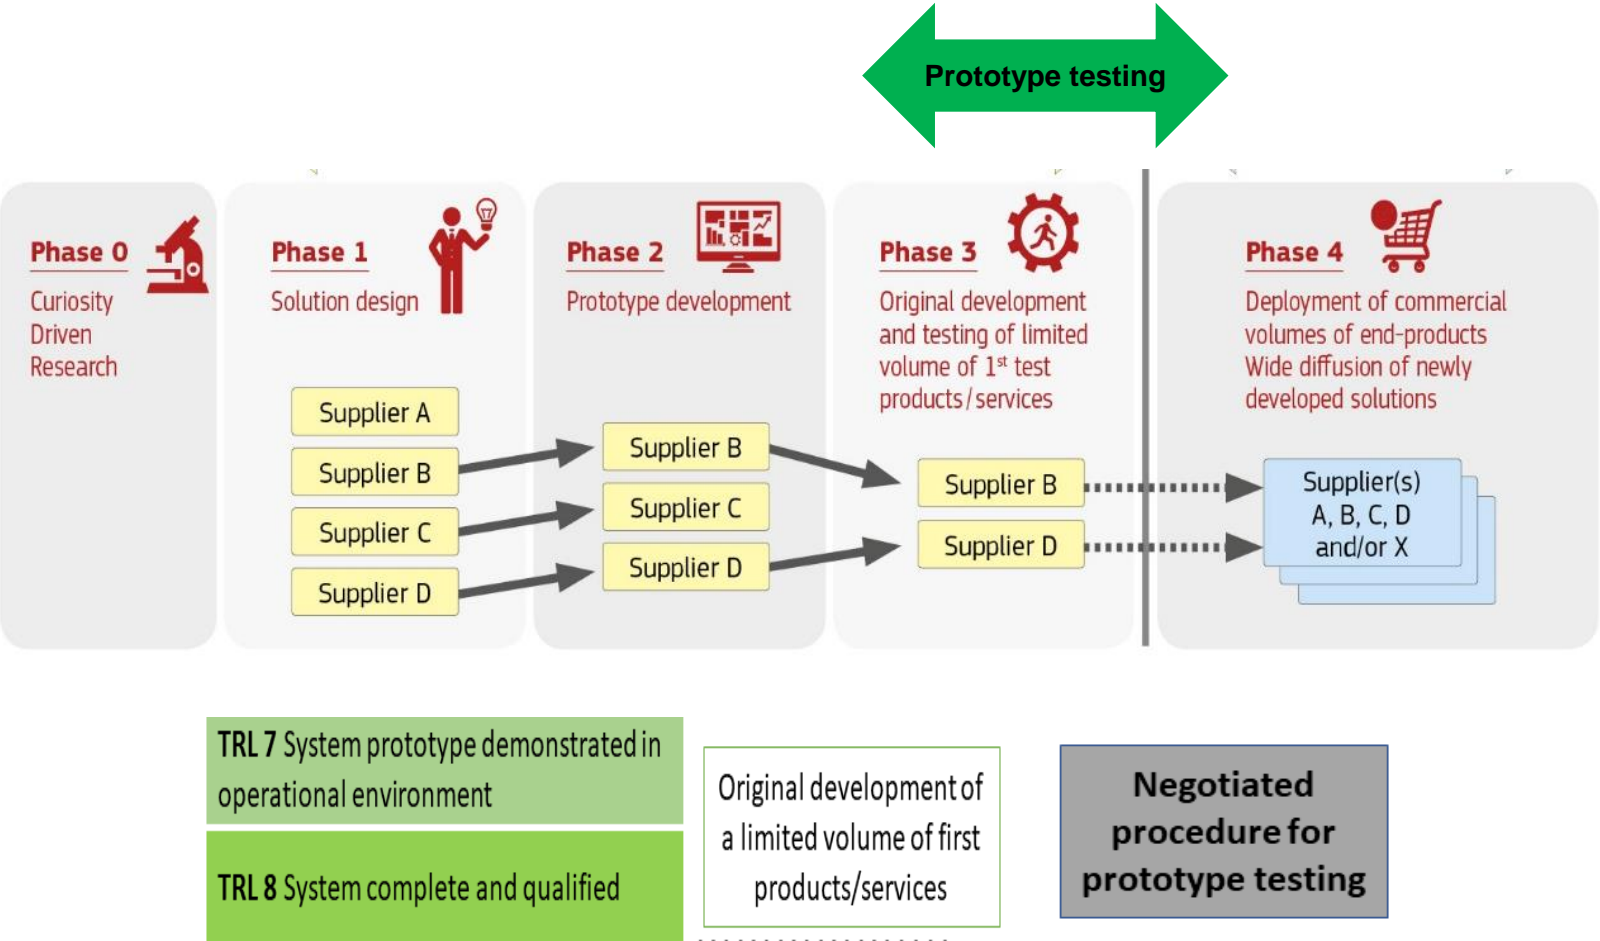 Prototype testing
Phase 0
Curiosity
Driven
Research
Phase 1
Solution design
Supplier A
Supplier B
Supplier C
Supplier D
Phase 2
Prototype development
Supplier B
Supplier C
Supplier D
Phase 3
Original development
and testing of limited
volume of 1st test
products/services
Supplier B
Supplier D
Phase 4
Deployment of commercial
volumes of end-products
Wide diffusion of newly
developed solutions
Supplier(s)
A, B, C, D
and/or X
TRL 7 System prototype demonstrated in
operational environment
TRL 8 System complete and qualified
Original development of
a limited volume of first
products/services
Negotiated
procedure for
prototype testing